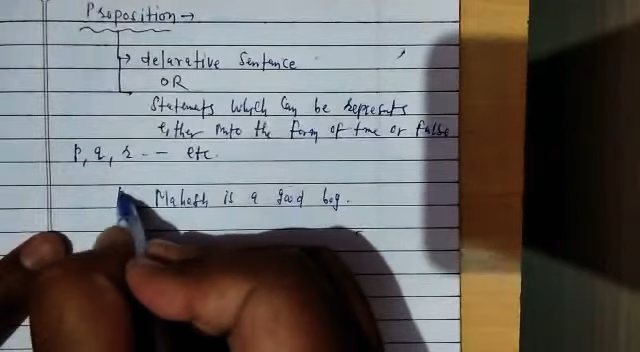 Proposition →
→ delarative Sentence
OR
Statemets which can be represents
either into the form of true or false
p, q, r - - etc.
Mahesh is a good boy.